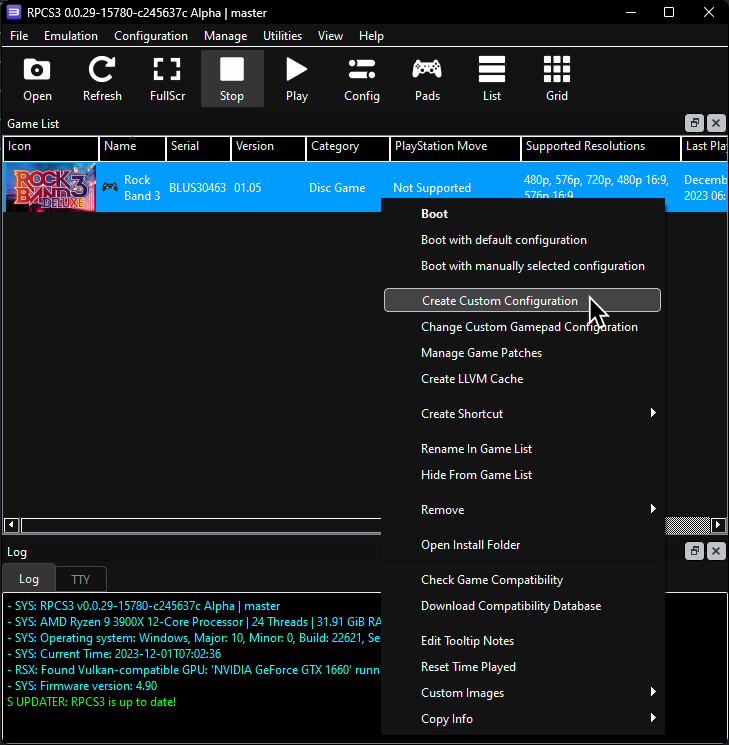 RPCS3 0.0.29-15780-c245637c Alpha | master
File Emulation Configuration Manage Utilities View Help
Open Refresh FullScr Stop Play Config Pads List Grid
Game List
Icon Name Serial Version Category PlayStation Move Supported Resolutions Last Pla
ROCK BAND 3 DELUXE
Rock
Band 3
BLUS30463 01.05 Disc Game Not Supported
480p, 576p, 720p, 480p 16:9,
576p 16:9
Decemb
2023 06:
Boot
Boot with default configuration
Boot with manually selected configuration
Create Custom Configuration
Change Custom Gamepad Configuration
Manage Game Patches
Create LLVM Cache
Create Shortcut
Rename In Game List
Hide From Game List
Remove
Open Install Folder
Check Game Compatibility
Download Compatibility Database
Edit Tooltip Notes
Reset Time Played
Custom Images
Copy Info
Log
Log TTY
- SYS: RPCS3 v0.0.29-15780-c245637c Alpha | master
- SYS: AMD Ryzen 9 3900X 12-Core Processor | 24 Threads | 31.91 GiB RA
- SYS: Operating system: Windows, Major: 10, Minor: 0, Build: 22621, Se
- SYS: Current Time: 2023-12-01T07:02:36
- RSX: Found Vulkan-compatible GPU: 'NVIDIA GeForce GTX 1660' runn
- SYS: Firmware version: 4.90
S UPDATER: RPCS3 is up to date!